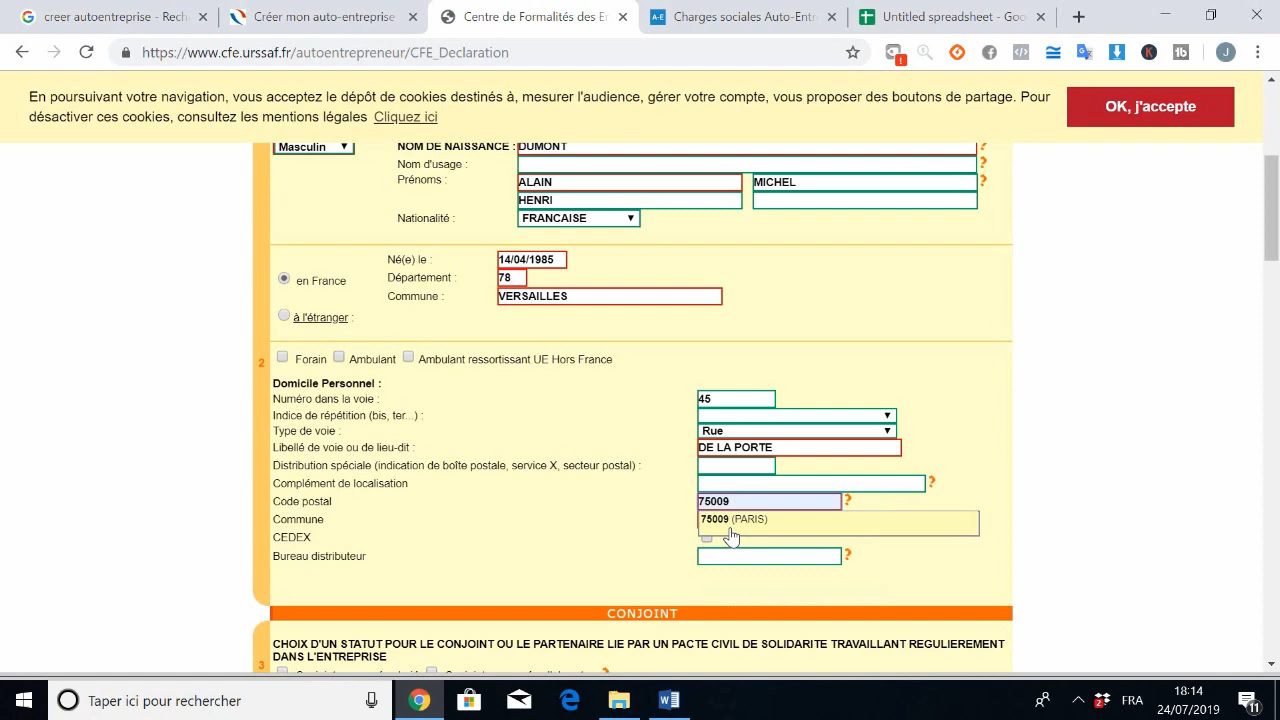 creer auto-entreprise - Rech
Créer mon auto-entreprise
Centre de Formalités des En
Charges Mensuelles Auto-Entre
Untitled spreadsheet - Goo
https://www.cfe.urssaf.fr/autoentrepreneur/CFE_Declaration
J
En poursuivant votre navigation, vous acceptez le dépôt de cookies destinés à, mesurer l'audience, gérer votre compte, vous proposer des boutons de partage. Pour
désactiver ces cookies, consultez les mentions légales Cliquez ici
OK, j'accepte
Masculin
NOM DE NAISSANCE : DUMONT ?
Nom d'usage : ?
Prénoms : ALAIN MICHEL ?
HENRI
Nationalité : FRANCAISE
Né(e) le : 14/04/1985
en France
Département : 78
Commune : VERSAILLES
à l'étranger :
2
Forain Ambulant Ambulant ressortissant UE Hors France
Domicile Personnel :
Numéro dans la voie : 45
Indice de répétition (bis, ter...) :
Type de voie : Rue
Libellé de voie ou de lieu-dit : DE LA PORTE
Distribution spéciale (indication de boîte postale, service X, secteur postal) :
Complément de localisation ?
Code postal 75009 ?
Commune 75009 (PARIS)
CEDEX
Bureau distributeur ?
CONJOINT
3
CHOIX D'UN STATUT POUR LE CONJOINT OU LE PARTENAIRE LIE PAR UN PACTE CIVIL DE SOLIDARITE TRAVAILLANT REGULIEREMENT
DANS L'ENTREPRISE
Taper ici pour rechercher
FRA
18:14
24/07/2019
11